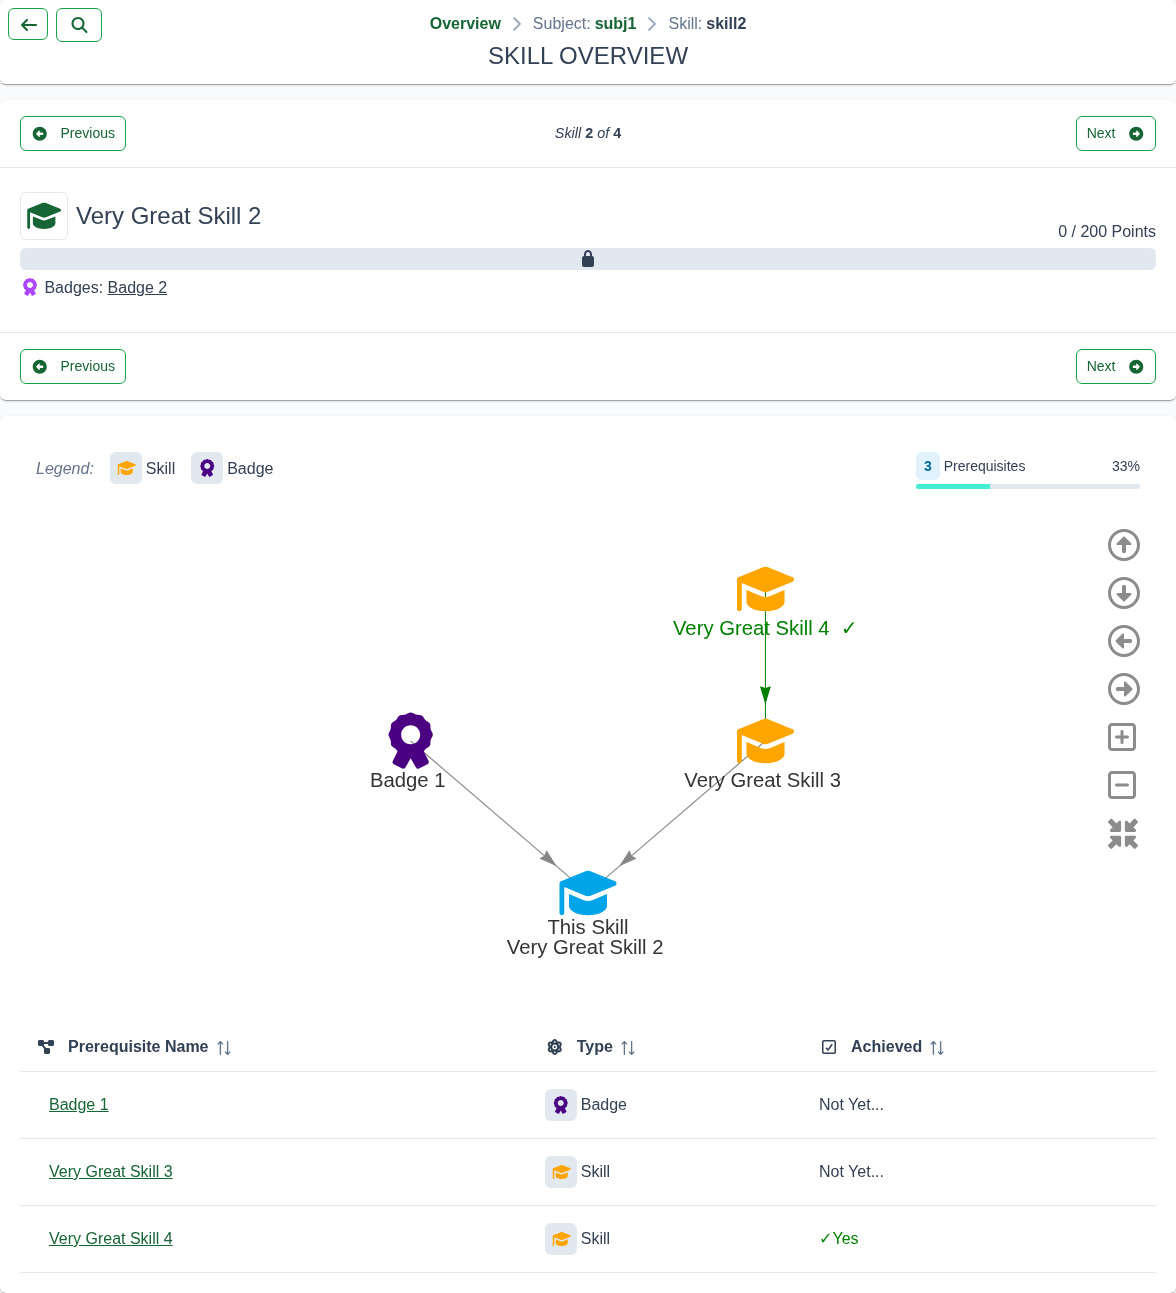 Overview Subject: subj1 Skill: skill2
SKILL OVERVIEW
Previous Skill 2 of 4 Next
Very Great Skill 2
0 / 200 Points
Badges: Badge 2
Previous Next
Legend: Skill Badge 3 Prerequisites 33%
Very Great Skill 4 ✓
Badge 1 Very Great Skill 3
This Skill
Very Great Skill 2
Prerequisite Name Type Achieved
Badge 1 Badge Not Yet...
Very Great Skill 3 Skill Not Yet...
Very Great Skill 4 Skill ✓Yes